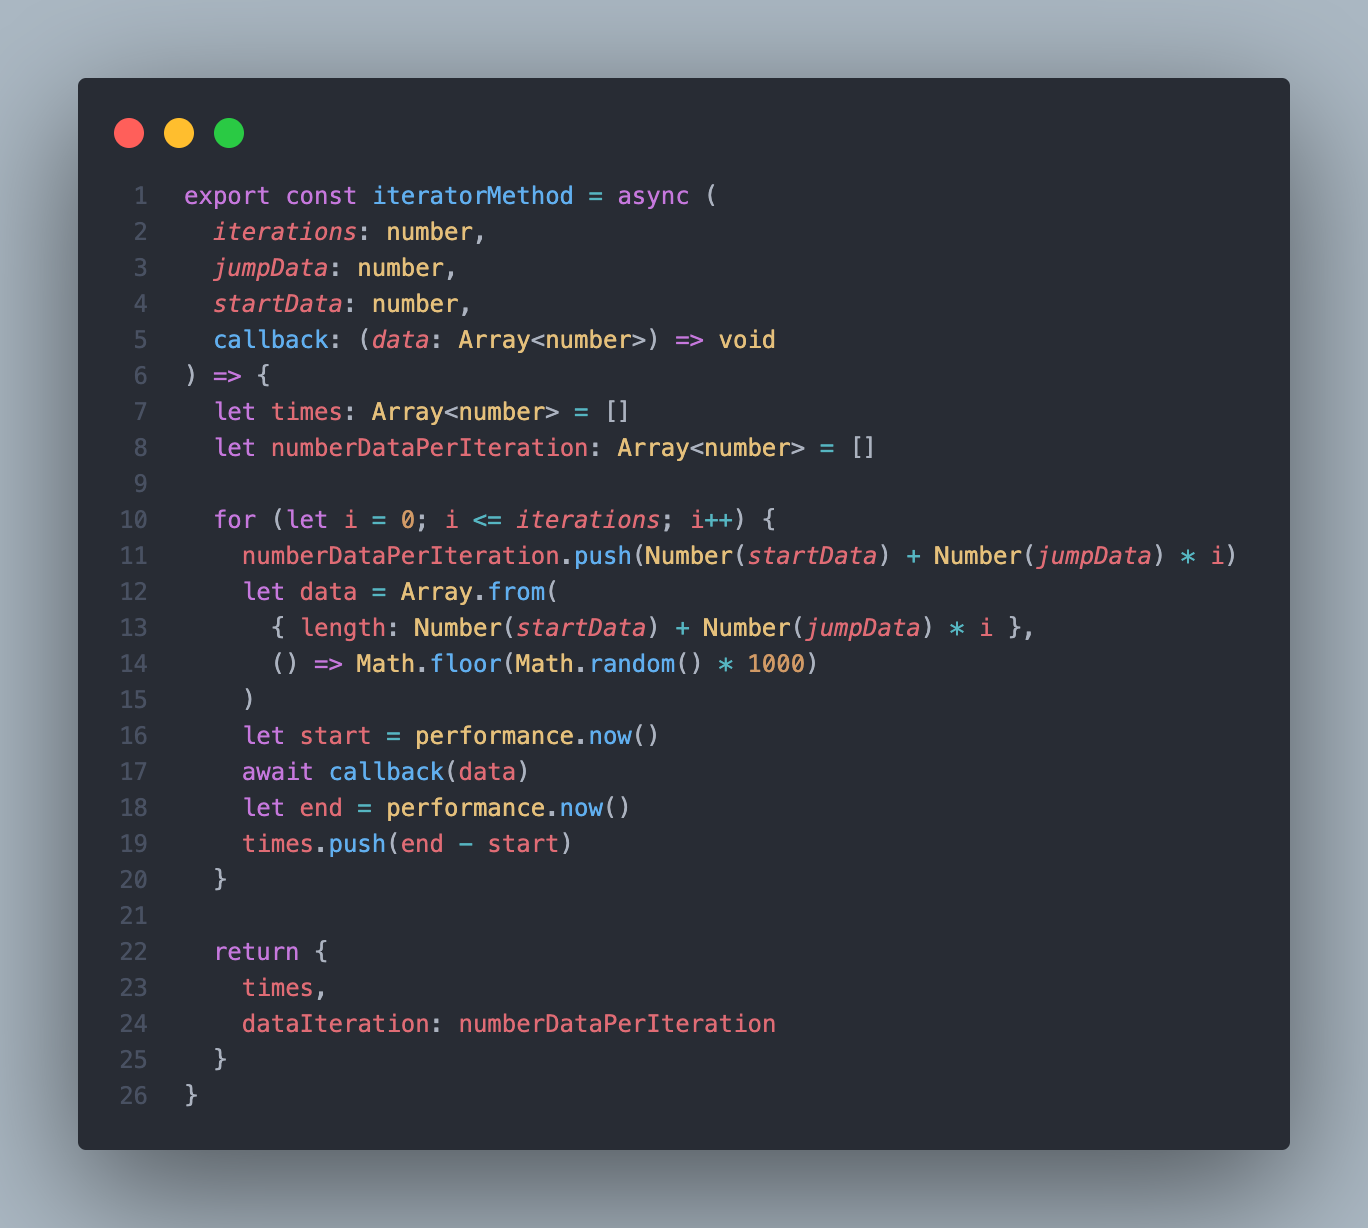 1 export const iteratorMethod = async (
2   iterations: number,
3   jumpData: number,
4   startData: number,
5   callback: (data: Array<number>) => void
6 ) => {
7   let times: Array<number> = []
8   let numberDataPerIteration: Array<number> = []
9
10   for (let i = 0; i <= iterations; i++) {
11     numberDataPerIteration.push(Number(startData) + Number(jumpData) * i)
12     let data = Array.from(
13       { length: Number(startData) + Number(jumpData) * i },
14       () => Math.floor(Math.random() * 1000)
15     )
16     let start = performance.now()
17     await callback(data)
18     let end = performance.now()
19     times.push(end - start)
20   }
21
22   return {
23     times,
24     dataIteration: numberDataPerIteration
25   }
26 }